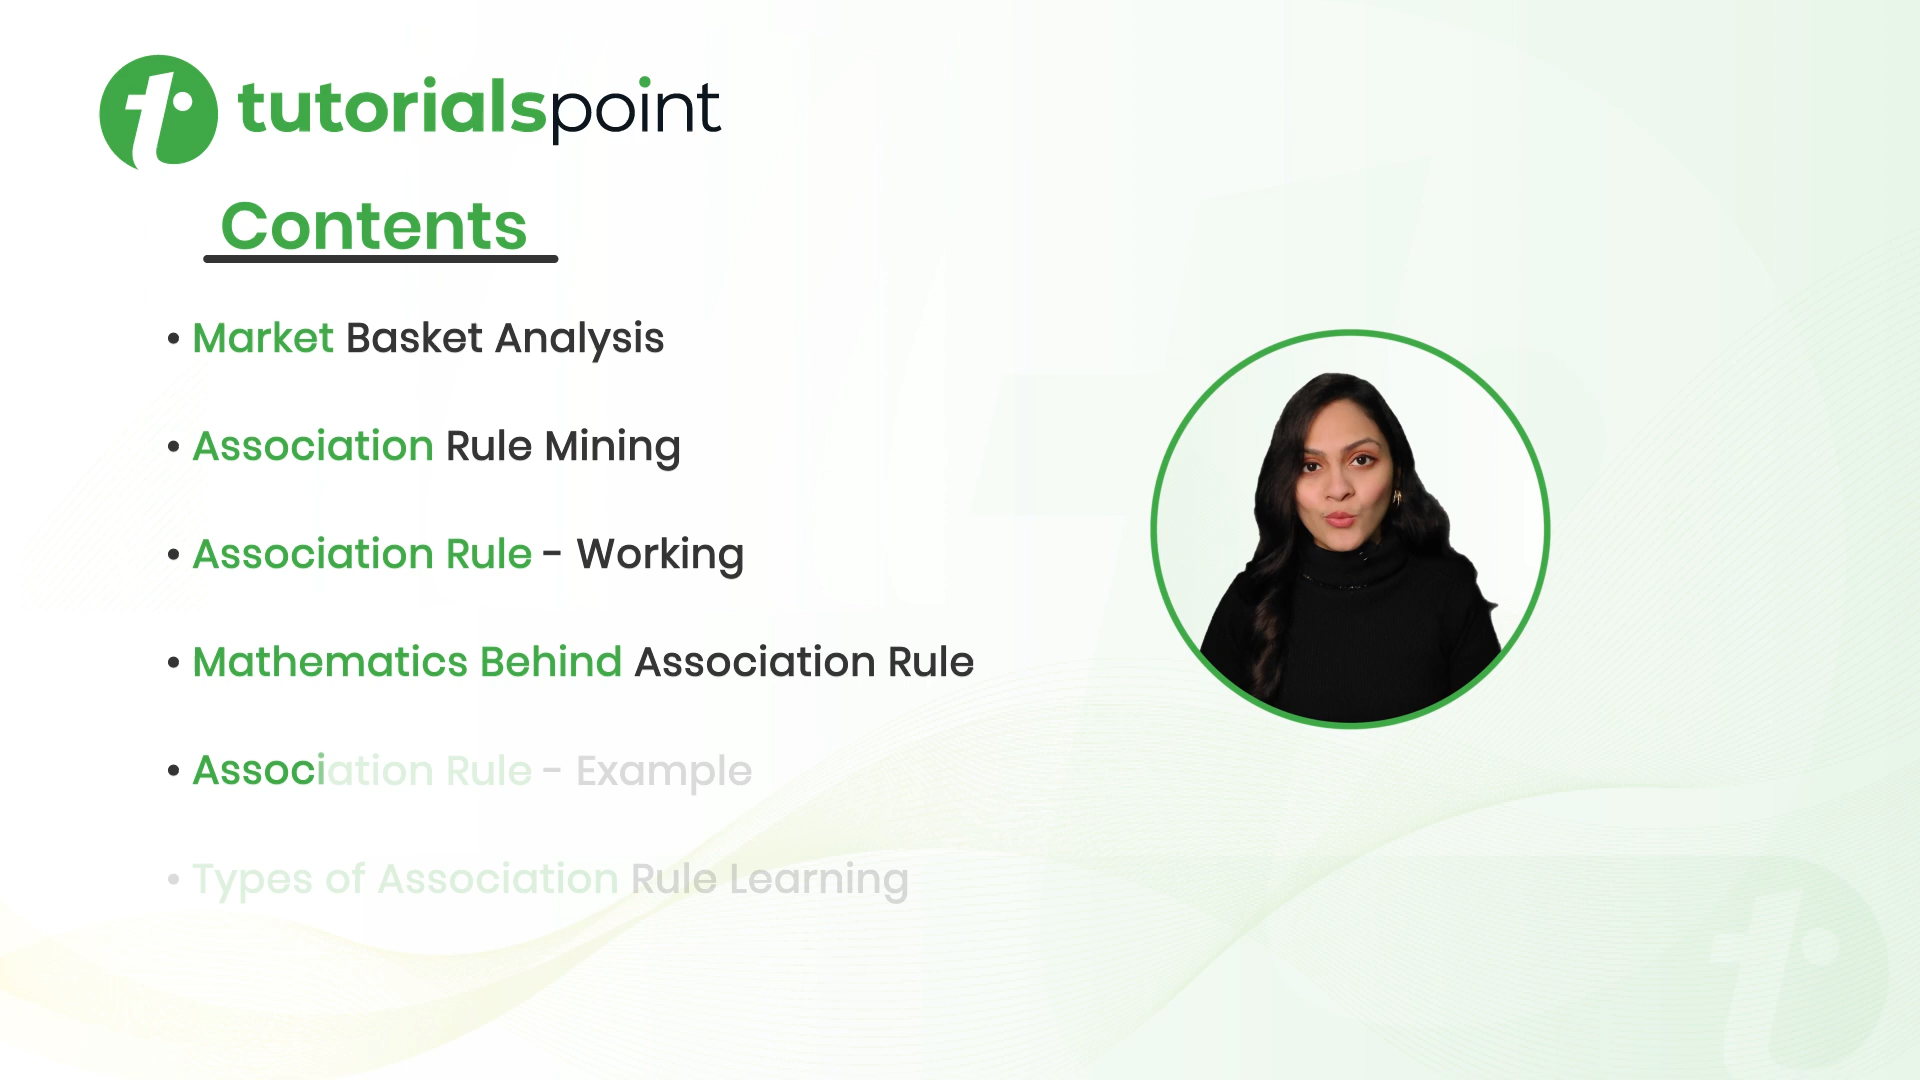 tutorialspoint
Contents
• Market Basket Analysis
• Association Rule Mining
• Association Rule - Working
• Mathematics Behind Association Rule
• Association Rule - Example
• Types of Association Rule Learning